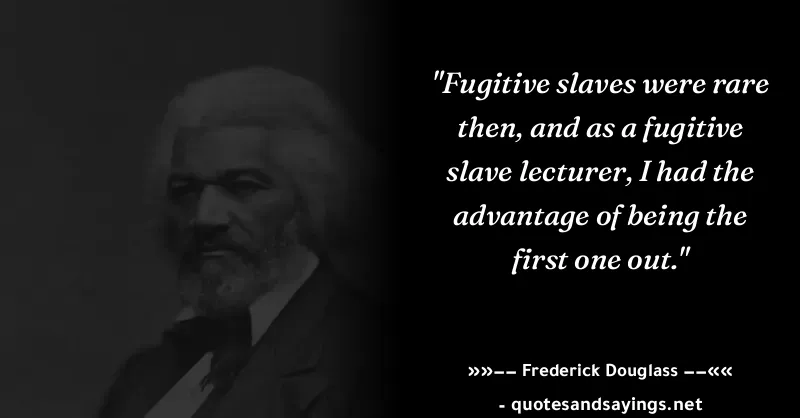 "Fugitive slaves were rare
then, and as a fugitive
slave lecturer, I had the
advantage of being the
first one out."
»»−− Frederick Douglass −−««
- quotesandsayings.net